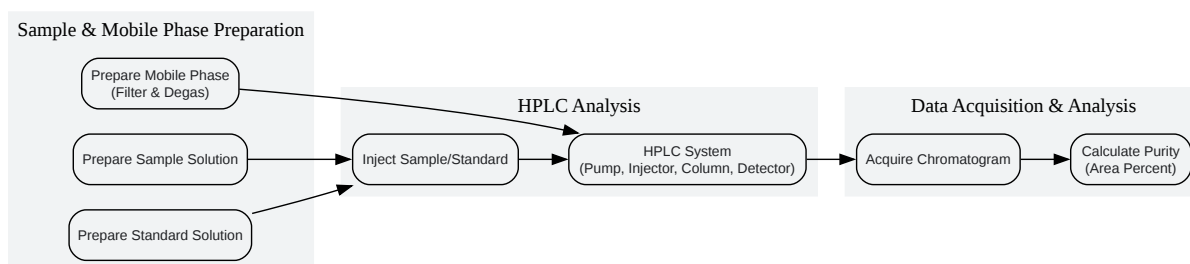 Sample & Mobile Phase Preparation
Prepare Mobile Phase
(Filter & Degas)
Prepare Sample Solution
Prepare Standard Solution
HPLC Analysis
Inject Sample/Standard
HPLC System
(Pump, Injector, Column, Detector)
Data Acquisition & Analysis
Acquire Chromatogram
Calculate Purity
(Area Percent)